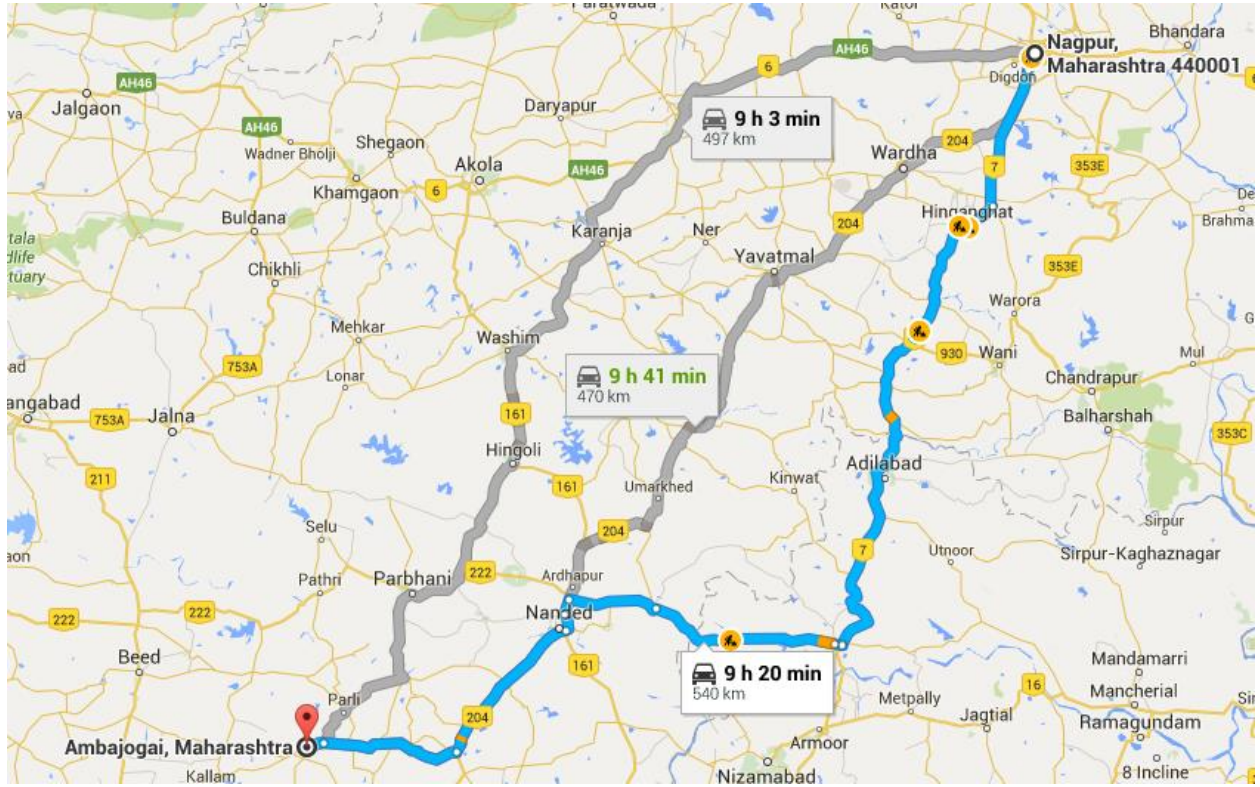 Paratwada
Katol
Bhandara
Nagpur,
Maharashtra 440001
AH46
6
Digdoh
AH46
Jalgaon
Daryapur
9 h 3 min
497 km
204
AH46
Shegaon
Wadner Bholji
Akola
AH46
Wardha
7
353E
Khamgaon
6
Hinganghat
Buldana
204
Brahma
Karanja
Ner
Yavatmal
tala
dlife
tuary
Chikhli
353E
Warora
Mehkar
Washim
930
Wani
Mul
753A
9 h 41 min
470 km
Lonar
Chandrapur
angabad
753A
Jalna
161
Balharshah
353C
Hingoli
211
Adilabad
161
Umarkhed
Kinwat
Selu
204
Sirpur
7
Utnoor
Sirpur-Kaghaznagar
Pathri
Parbhani
222
Ardhapur
222
222
Nanded
Beed
161
9 h 20 min
540 km
Mandamarri
16
Mancherial
Parli
204
Metpally
Jagtial
Ramagundam
Ambajogai, Maharashtra
Armoor
Kallam
Nizamabad
8 Incline